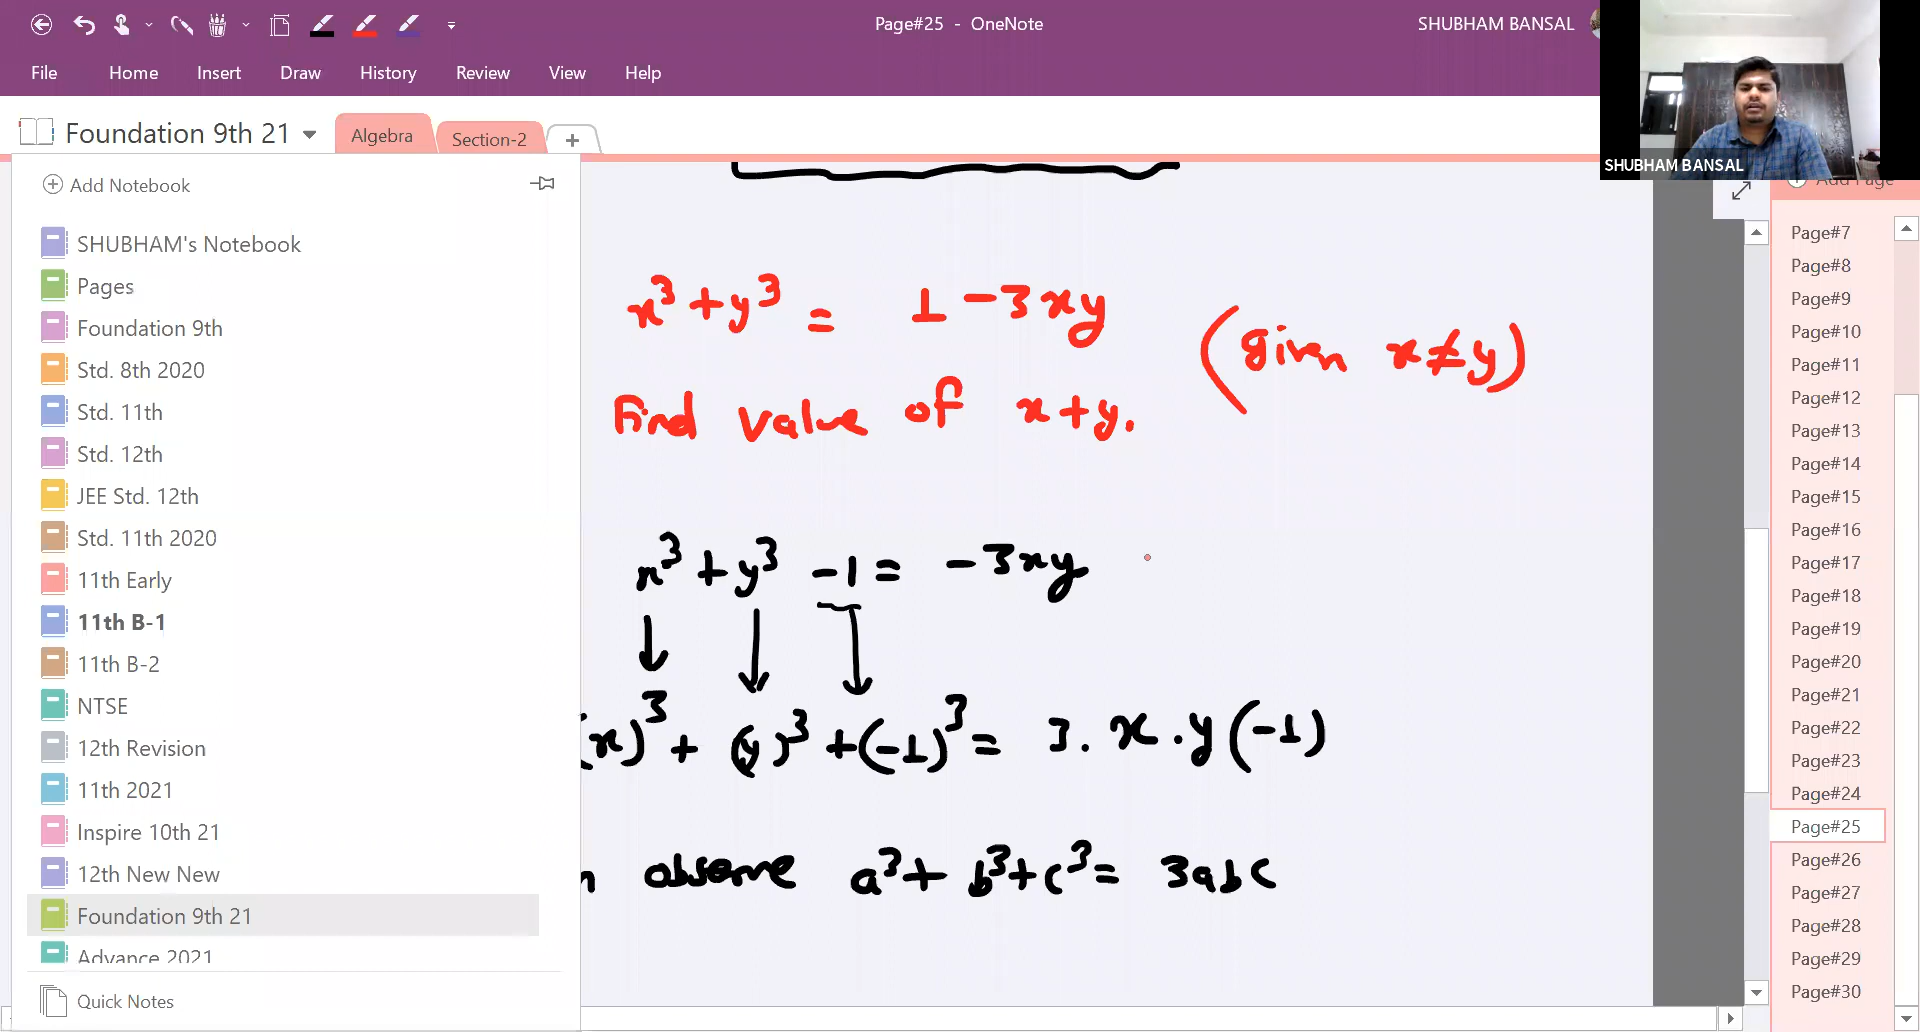 Page#25 - OneNote
SHUBHAM BANSAL
File Home Insert Draw History Review View Help
Foundation 9th 21
Algebra
Section-2
+
SHUBHAM BANSAL
Add Notebook
Add Page
SHUBHAM's Notebook
Pages
Foundation 9th
Std. 8th 2020
Std. 11th
Std. 12th
JEE Std. 12th
Std. 11th 2020
11th Early
11th B-1
11th B-2
NTSE
12th Revision
11th 2021
Inspire 10th 21
12th New New
Foundation 9th 21
Advance 2021
Quick Notes
x³ + y³ = 1 - 3xy
(given x ≠ y)
Find value of x + y.
x³ + y³ - 1 = - 3xy
(x)³ + (y)³ + (-1)³ = 3 . x . y (-1)
observe a³ + b³ + c³ = 3abc
Page#7
Page#8
Page#9
Page#10
Page#11
Page#12
Page#13
Page#14
Page#15
Page#16
Page#17
Page#18
Page#19
Page#20
Page#21
Page#22
Page#23
Page#24
Page#25
Page#26
Page#27
Page#28
Page#29
Page#30